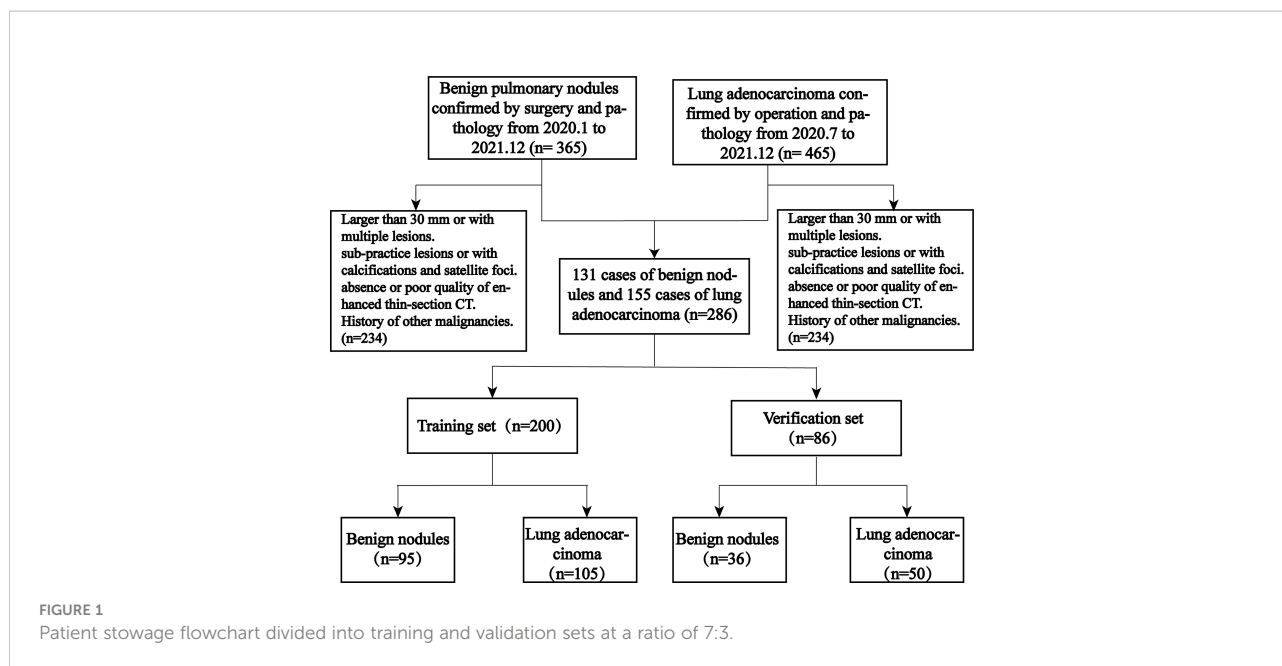 Benign pulmonary nodules
confirmed by surgery and pa-
thology from 2020.1 to
2021.12 (n= 365)
Lung adenocarcinoma con-
firmed by operation and pa-
thology from 2020.7 to
2021.12 (n= 465)
Larger than 30 mm or with
multiple lesions.
sub-practice lesions or with
calcifications and satellite foci.
absence or poor quality of en-
hanced thin-section CT.
History of other malignancies.
(n=234)
131 cases of benign nod-
ules and 155 cases of lung
adenocarcinoma (n=286)
Larger than 30 mm or with
multiple lesions.
sub-practice lesions or with
calcifications and satellite foci.
absence or poor quality of en-
hanced thin-section CT.
History of other malignancies.
(n=234)
Training set（n=200）
Verification set
（n=86）
Benign nodules
（n=95）
Lung adenocar-
cinoma
（n=105）
Benign nodules
（n=36）
Lung adenocar-
cinoma
（n=50）
FIGURE 1
Patient stowage flowchart divided into training and validation sets at a ratio of 7:3.